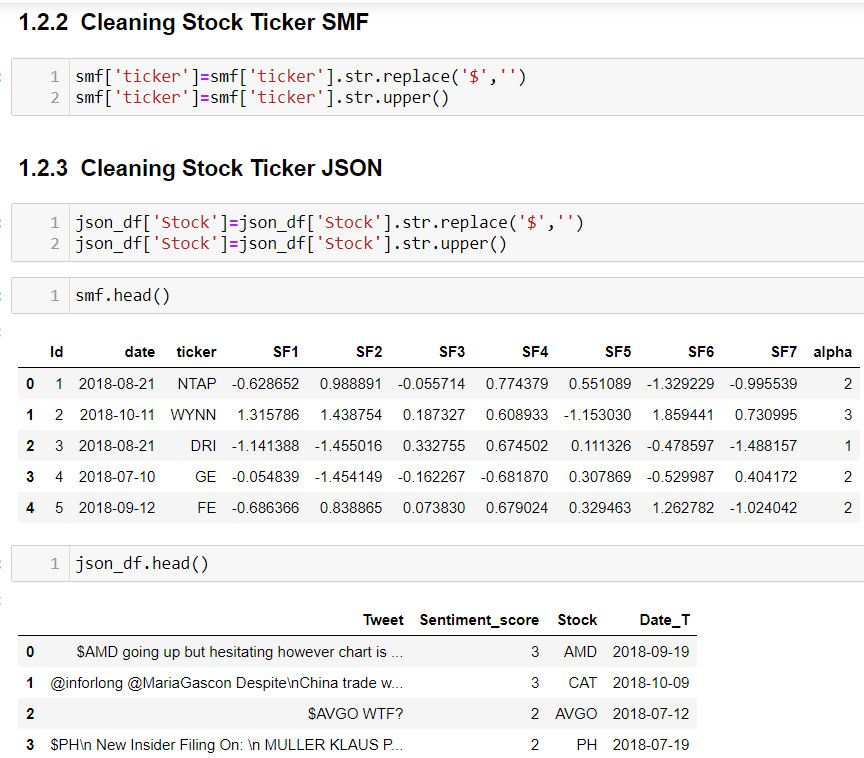 1.2.2 Cleaning Stock Ticker SMF
1 smf['ticker']=smf['ticker'].str.replace('$','')
2 smf['ticker']=smf['ticker'].str.upper()
1.2.3 Cleaning Stock Ticker JSON
1 json_df['Stock']=json_df['Stock'].str.replace('$','')
2 json_df['Stock']=json_df['Stock'].str.upper()
1 smf.head()
Id date ticker SF1 SF2 SF3 SF4 SF5 SF6 SF7 alpha
0 1 2018-08-21 NTAP -0.628652 0.988891 -0.055714 0.774379 0.551089 -1.329229 -0.995539 2
1 2 2018-10-11 WYNN 1.315786 1.438754 0.187327 0.608933 -1.153030 1.859441 0.730995 3
2 3 2018-08-21 DRI -1.141388 -1.455016 0.332755 0.674502 0.111326 -0.478597 -1.488157 1
3 4 2018-07-10 GE -0.054839 -1.454149 -0.162267 -0.681870 0.307869 -0.529987 0.404172 2
4 5 2018-09-12 FE -0.686366 0.838865 0.073830 0.679024 0.329463 1.262782 -1.024042 2
1 json_df.head()
Tweet Sentiment_score Stock Date_T
0 $AMD going up but hesitating however chart is ... 3 AMD 2018-09-19
1 @inforlong @MariaGascon Despite\nChina trade w... 3 CAT 2018-10-09
2 $AVGO WTF? 2 AVGO 2018-07-12
3 $PH\n New Insider Filing On: \n MULLER KLAUS P... 2 PH 2018-07-19